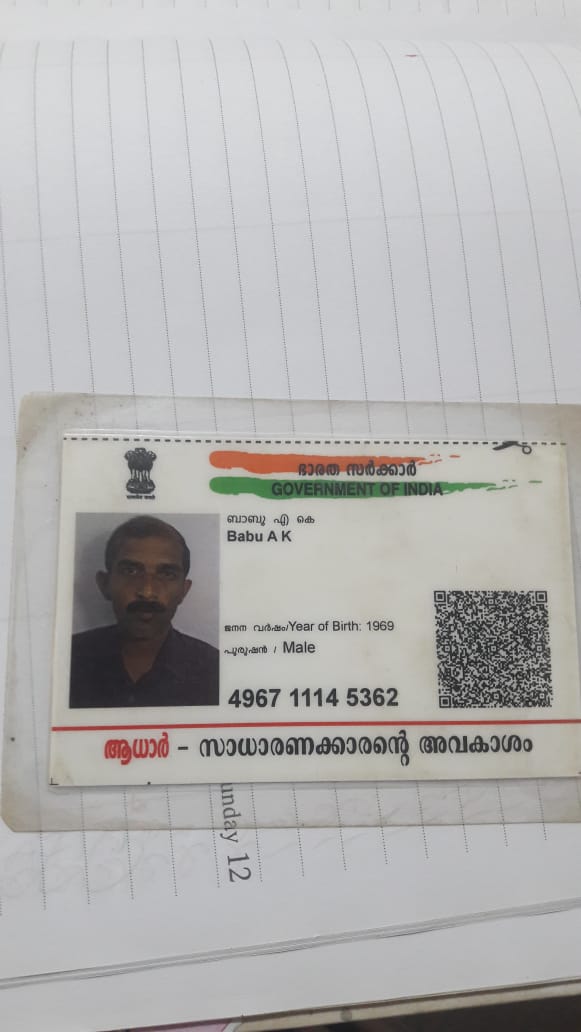 ഭാരത സർക്കാർ
GOVERNMENT OF INDIA
ബാബു എ കെ
Babu A K
ജനന വർഷം/Year of Birth: 1969
പുരുഷൻ / Male
4967 1114 5362
ആധാർ – സാധാരണക്കാരന്റെ അവകാശം
unday 12